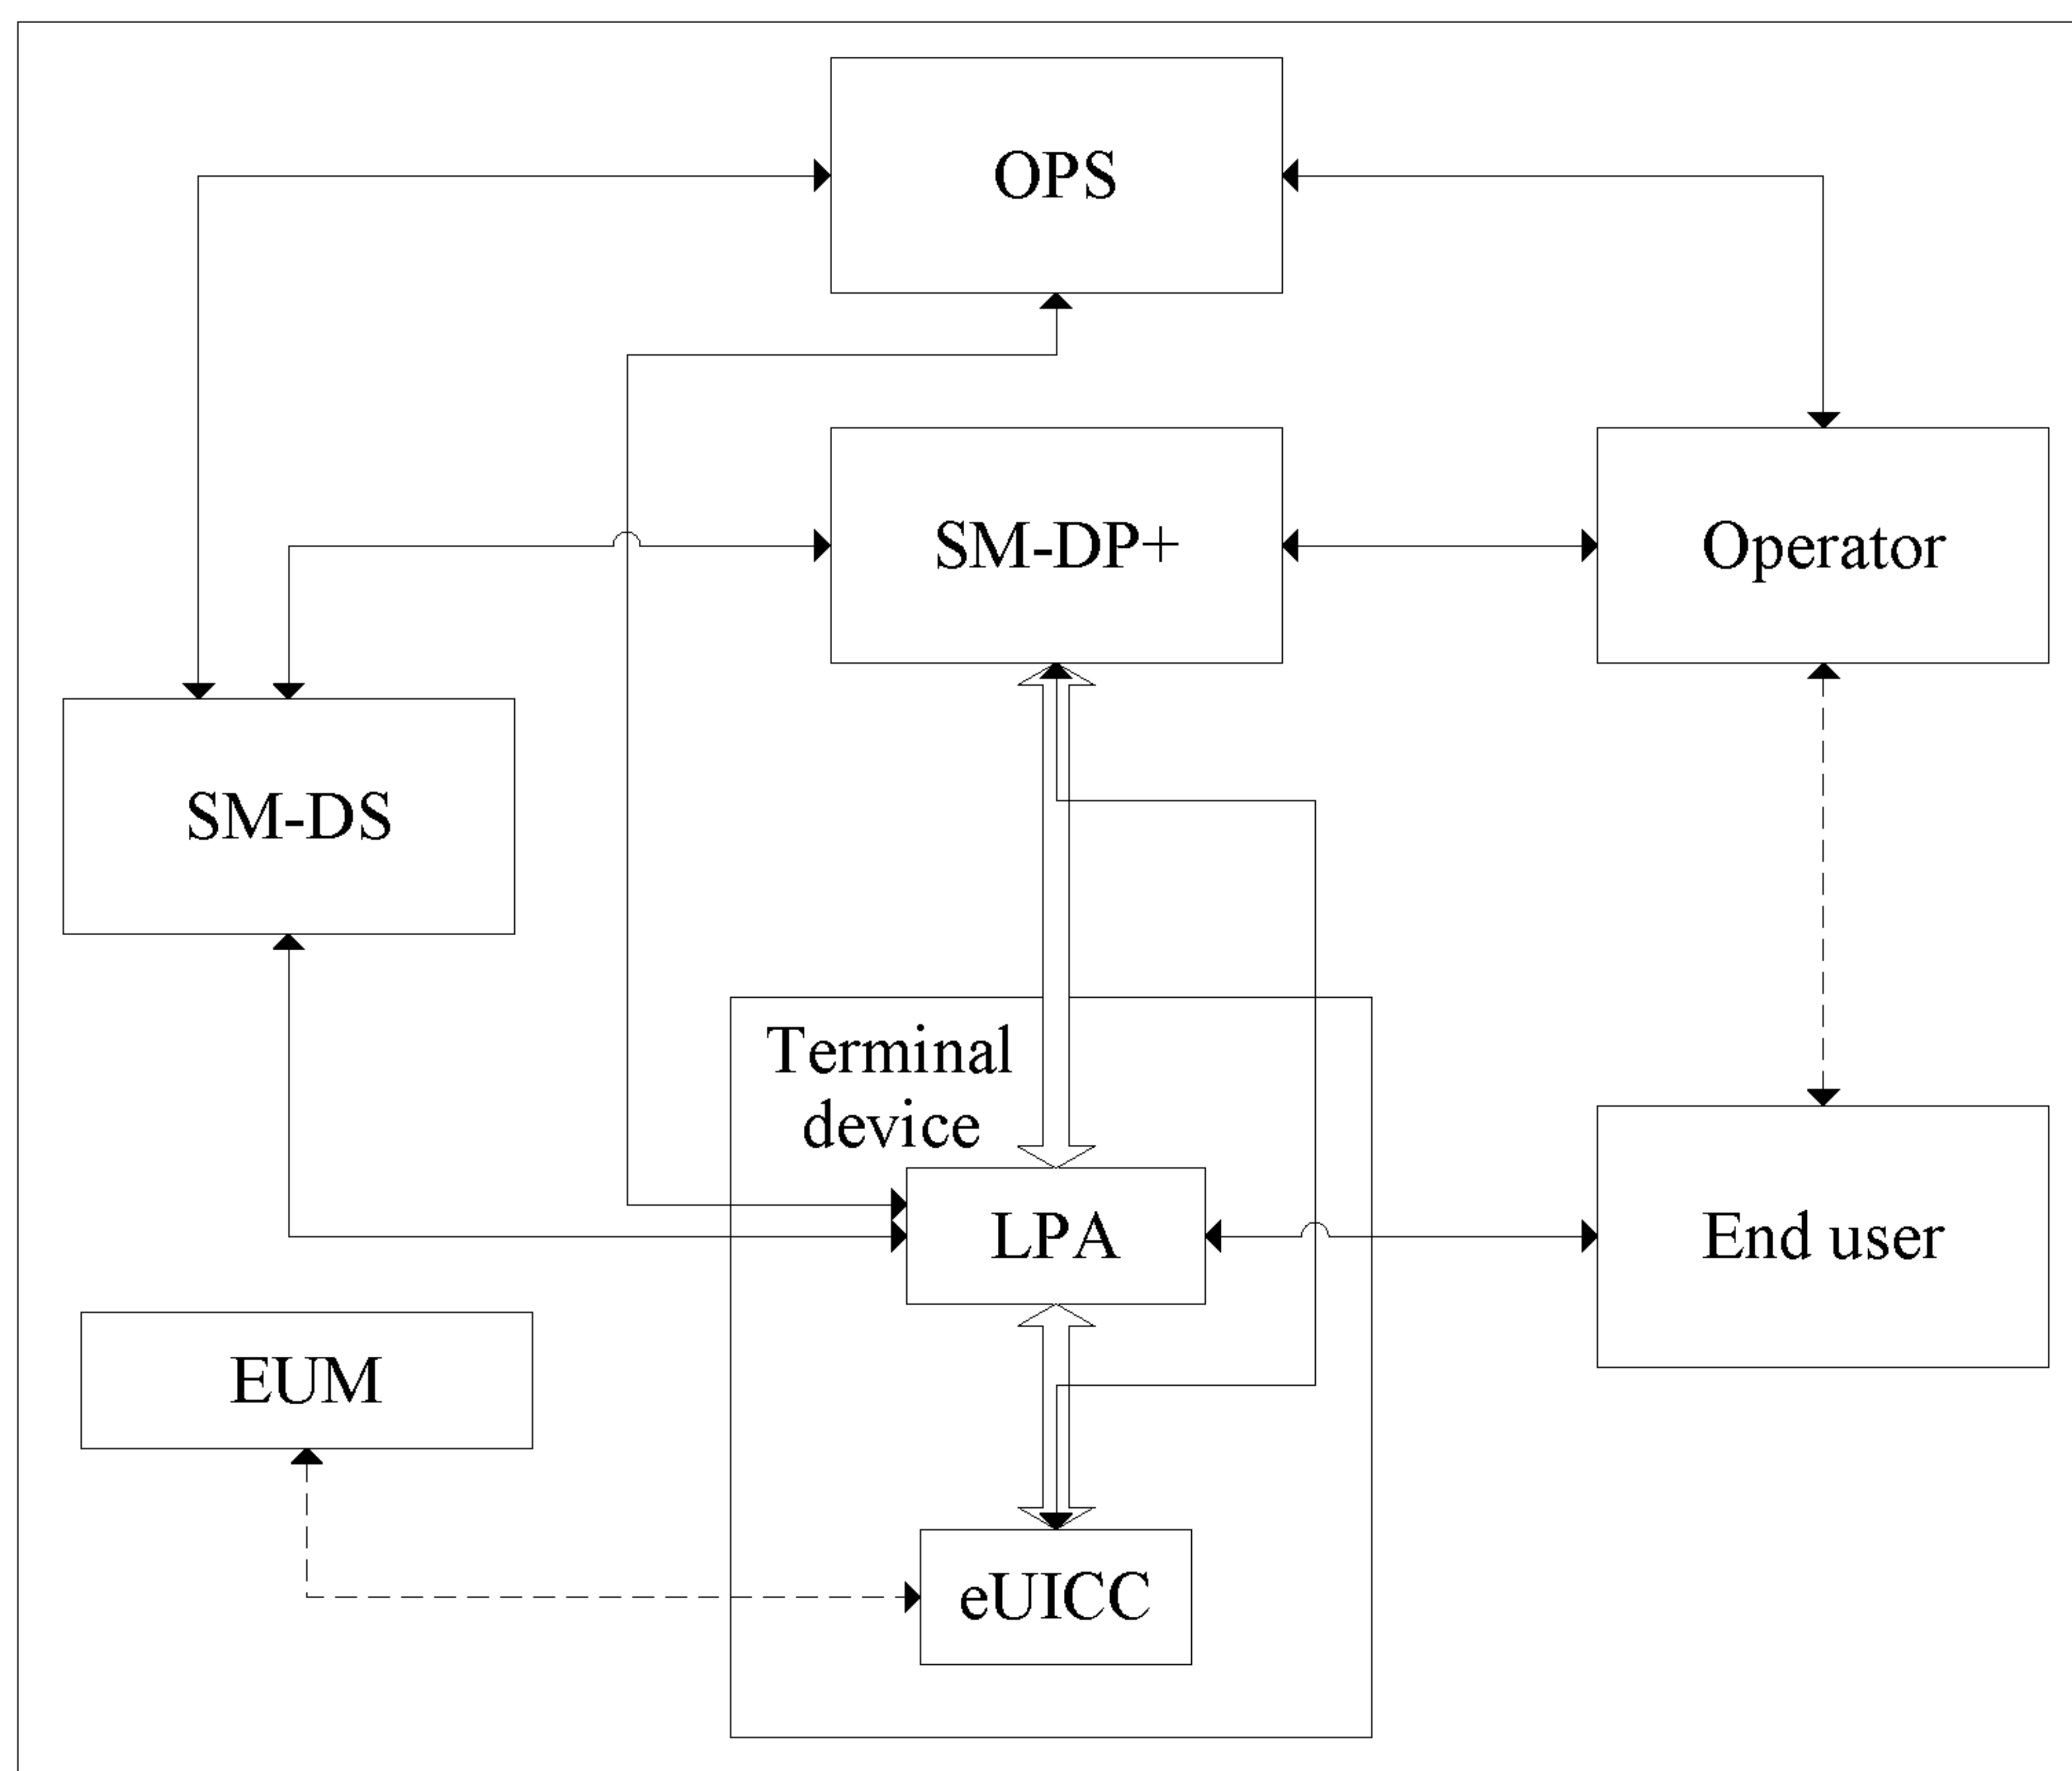 OPS
SM-DP+
Operator
SM-DS
Terminal
device
LPA
End user
EUM
eUICC